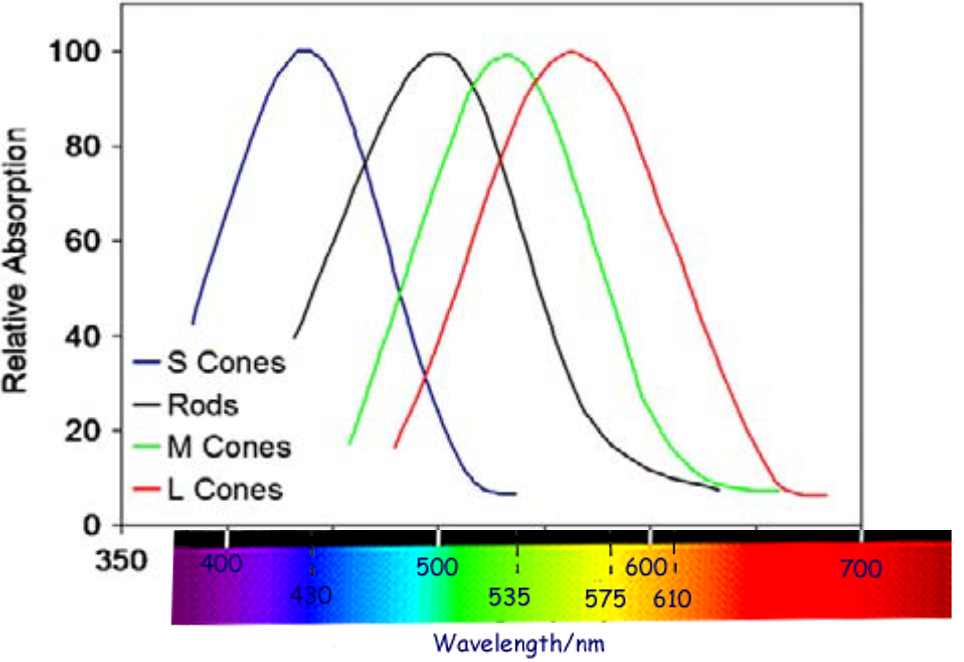 Relative Absorption
100
80
60
40
20
0
S Cones
Rods
M Cones
L Cones
350 400 500 600 700
430 535 575 610
Wavelength/nm